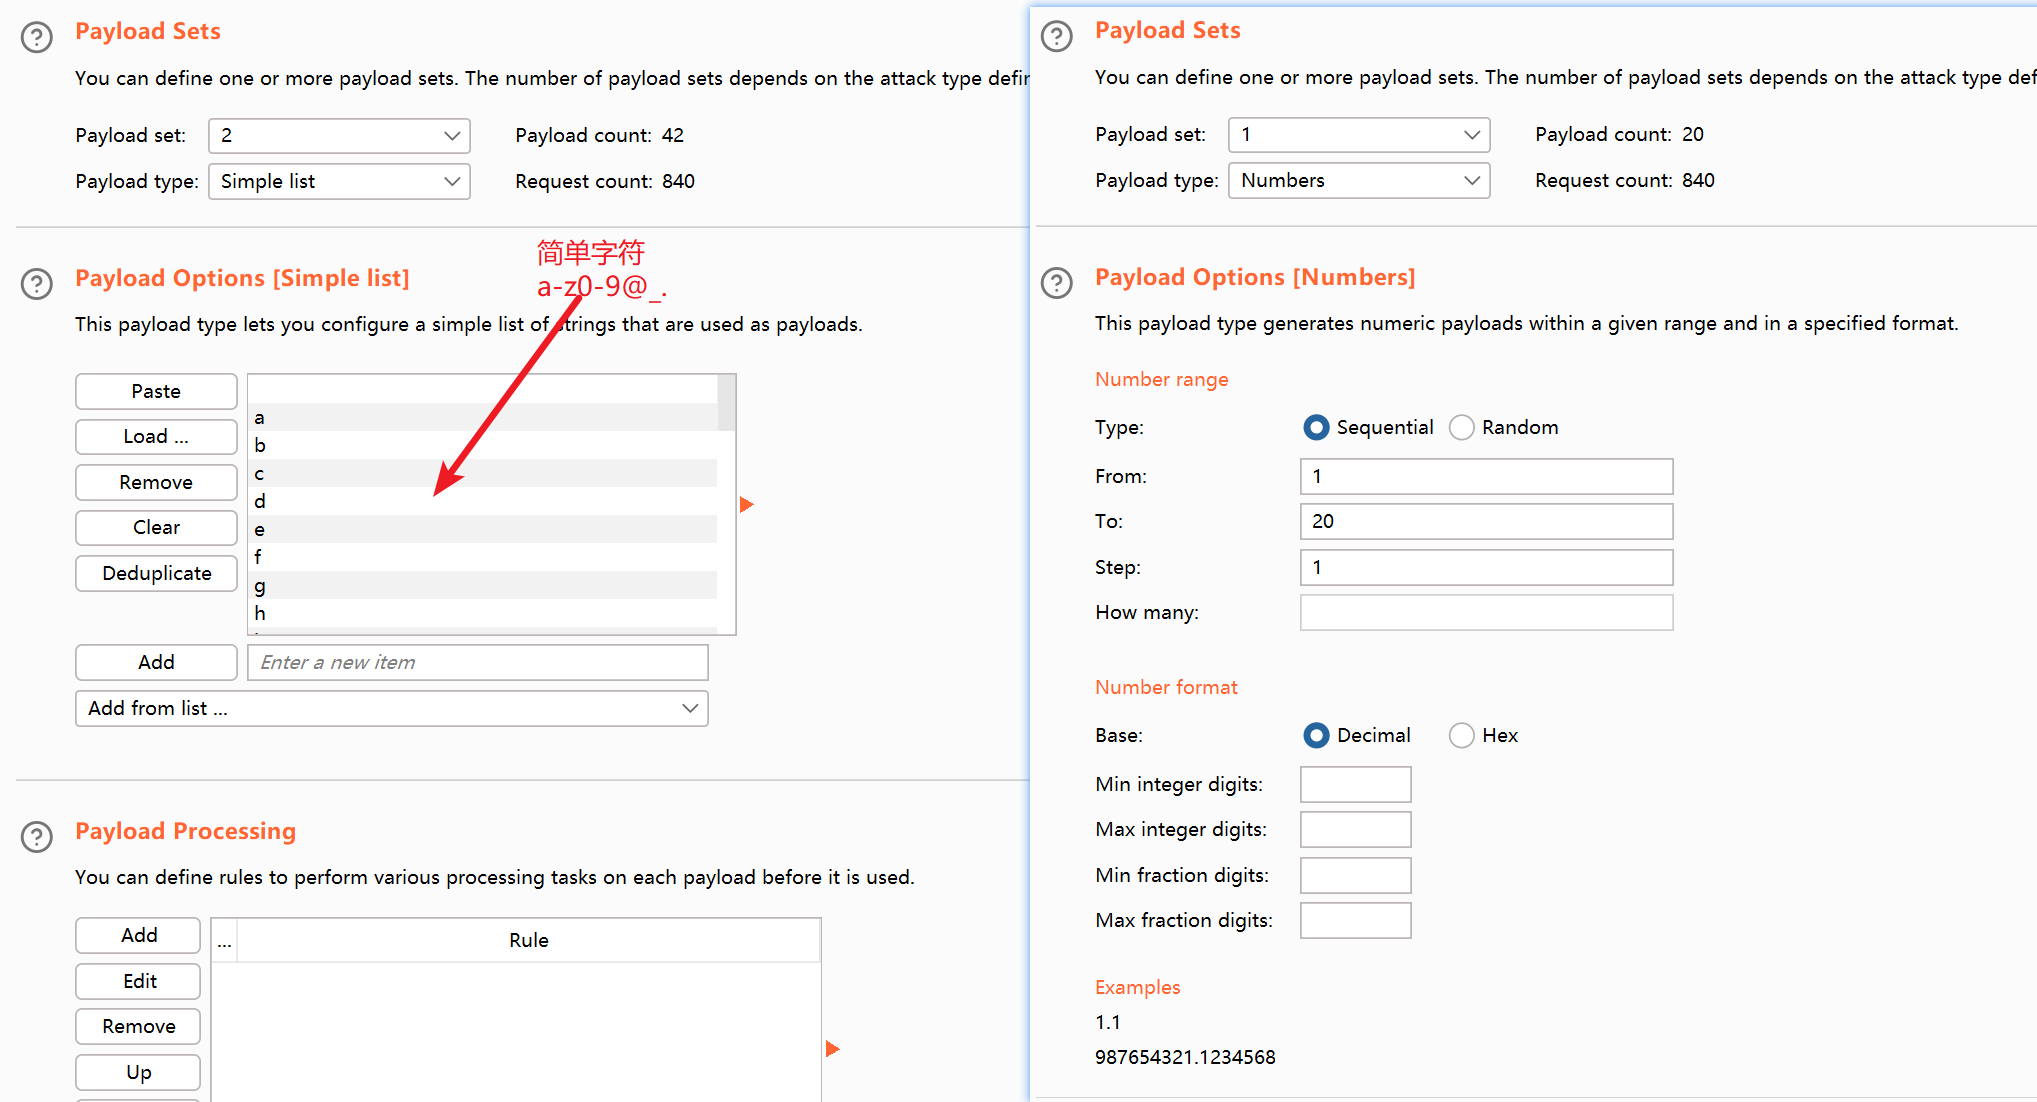 Payload Sets
You can define one or more payload sets. The number of payload sets depends on the attack type defin
Payload set: 2 Payload count: 42
Payload type: Simple list Request count: 840
简单字符
a-z0-9@_.
Payload Options [Simple list]
This payload type lets you configure a simple list of strings that are used as payloads.
Paste
Load ...
Remove
Clear
Deduplicate
a
b
c
d
e
f
g
h
Add Enter a new item
Add from list ...
Payload Processing
You can define rules to perform various processing tasks on each payload before it is used.
Add
Edit
Remove
Up
... Rule
Payload Sets
You can define one or more payload sets. The number of payload sets depends on the attack type def
Payload set: 1 Payload count: 20
Payload type: Numbers Request count: 840
Payload Options [Numbers]
This payload type generates numeric payloads within a given range and in a specified format.
Number range
Type: Sequential Random
From: 1
To: 20
Step: 1
How many:
Number format
Base: Decimal Hex
Min integer digits:
Max integer digits:
Min fraction digits:
Max fraction digits:
Examples
1.1
987654321.1234568